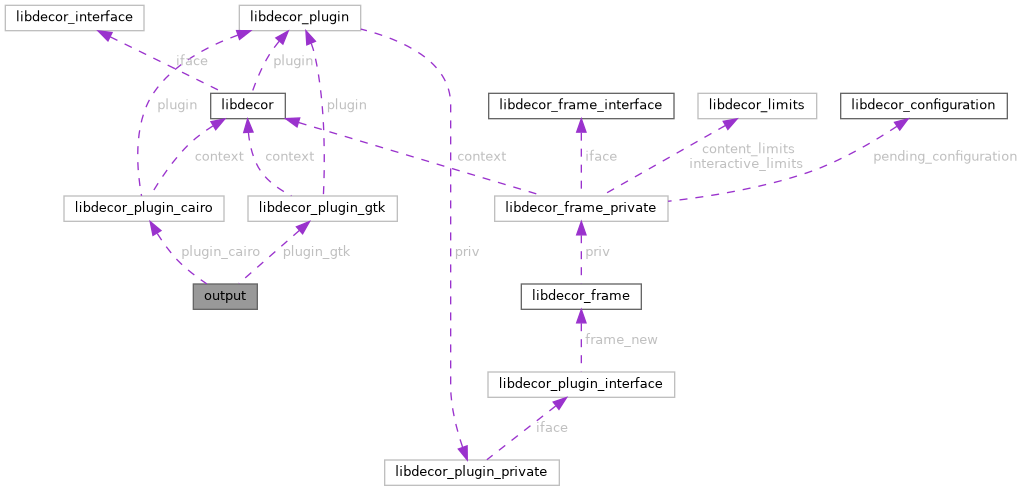 libdecor_interface
libdecor_plugin
iface
plugin
libdecor
libdecor_frame_interface
libdecor_limits
libdecor_configuration
plugin
plugin
context
context
context
iface
content_limits
interactive_limits
pending_configuration
libdecor_plugin_cairo
libdecor_plugin_gtk
libdecor_frame_private
plugin_cairo
plugin_gtk
priv
priv
output
libdecor_frame
frame_new
libdecor_plugin_interface
iface
libdecor_plugin_private